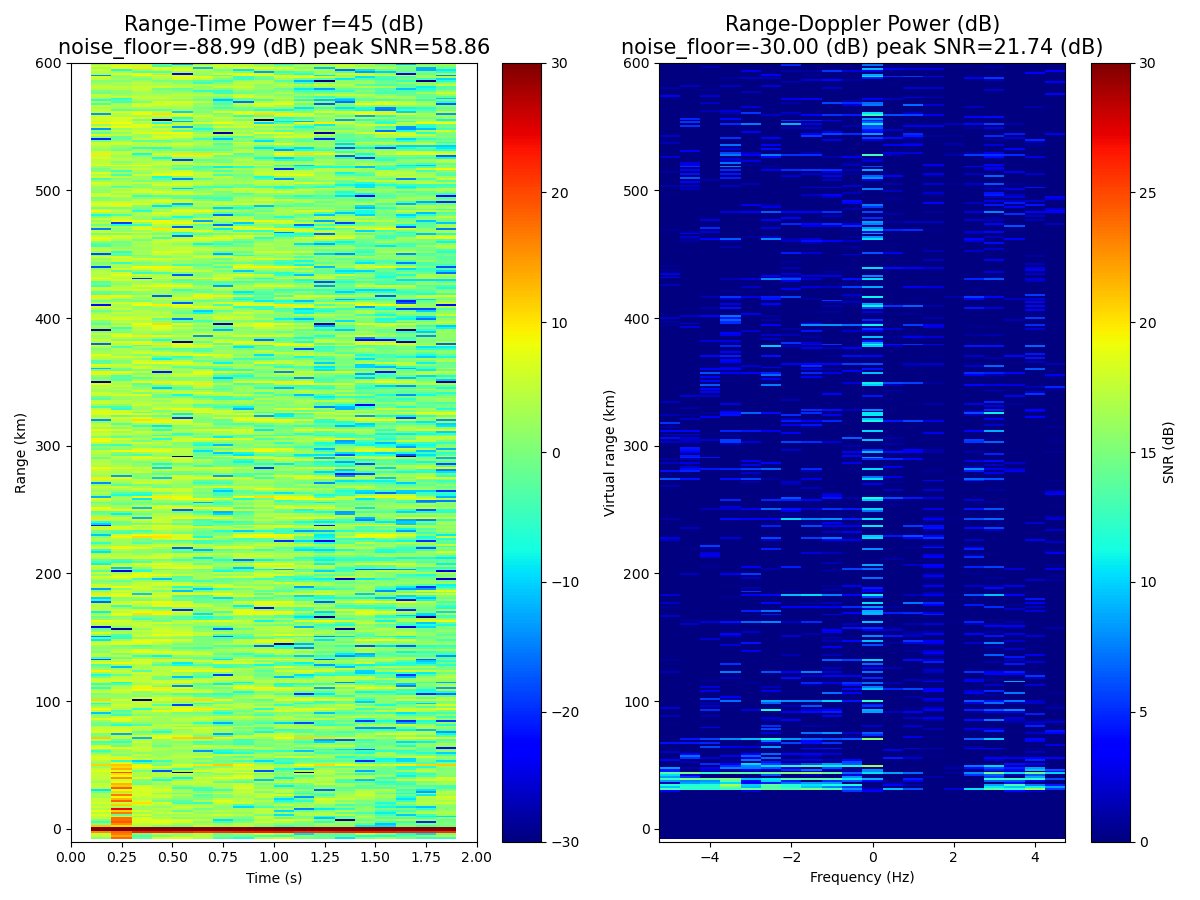 Range-Time Power f=45 (dB)
noise_floor=-88.99 (dB) peak SNR=58.86
Range-Doppler Power (dB)
noise_floor=-30.00 (dB) peak SNR=21.74 (dB)
600
500
400
300
200
100
0
Range (km)
0.00 0.25 0.50 0.75 1.00 1.25 1.50 1.75 2.00
Time (s)
30
20
10
0
−10
−20
−30
600
500
400
300
200
100
0
Virtual range (km)
−4 −2 0 2 4
Frequency (Hz)
30
25
20
15
10
5
0
SNR (dB)